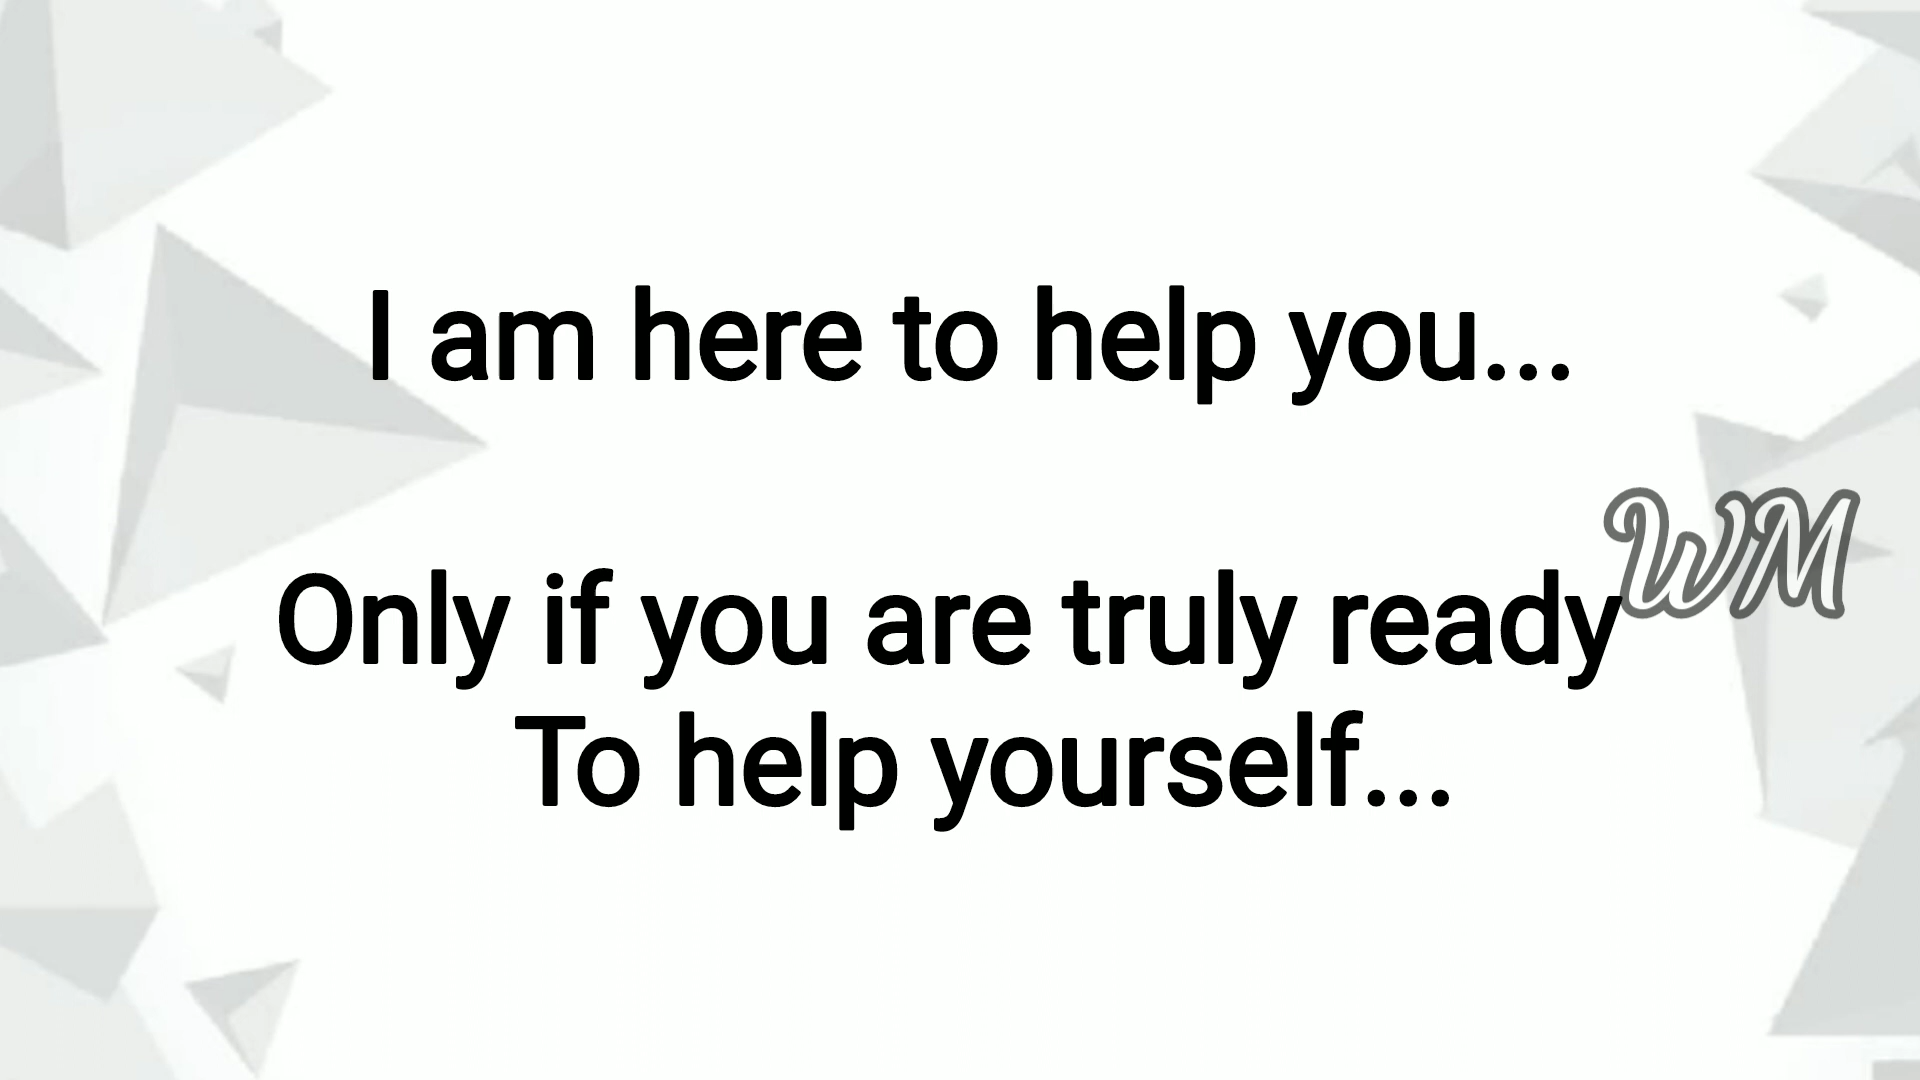 I am here to help you...
Only if you are truly ready
To help yourself...
WM